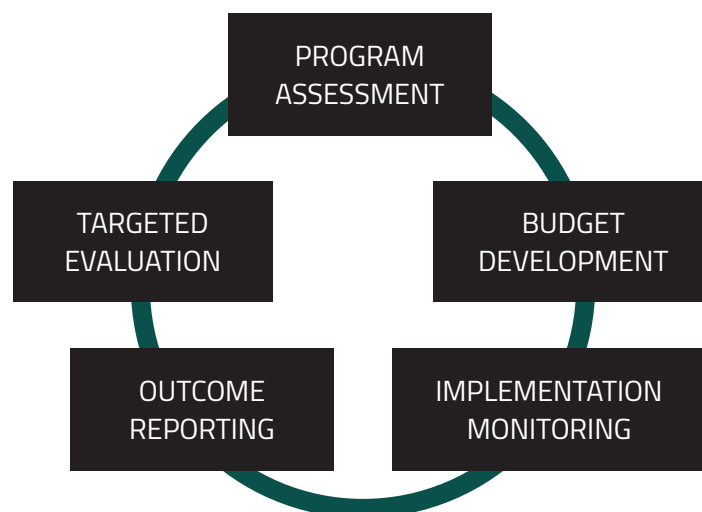 PROGRAM
ASSESSMENT
TARGETED
EVALUATION
BUDGET
DEVELOPMENT
OUTCOME
REPORTING
IMPLEMENTATION
MONITORING